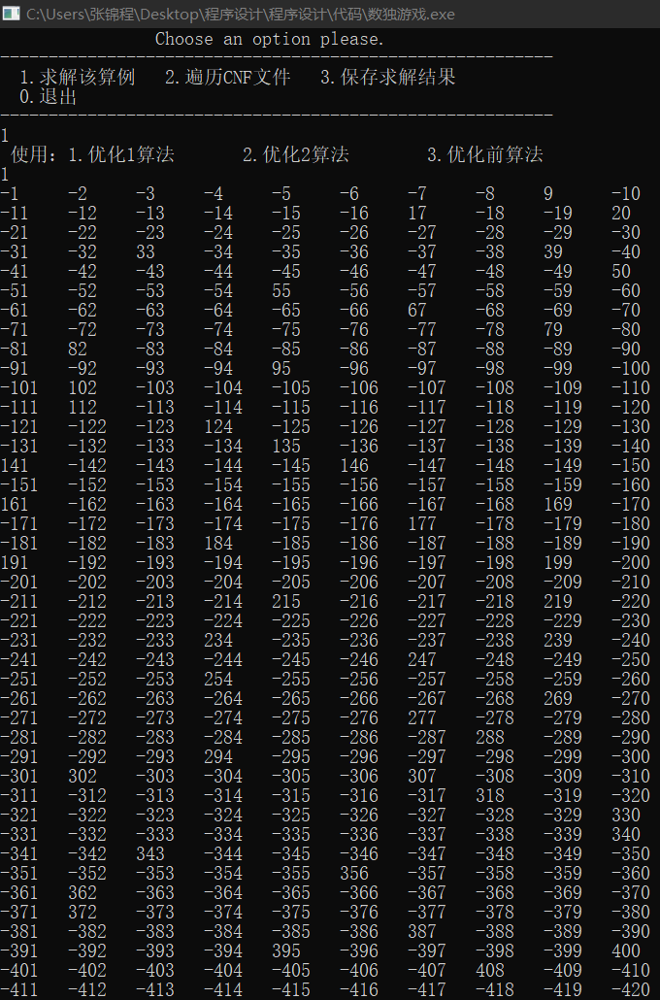 C:\Users\张锦程\Desktop\程序设计\程序设计\代码\数独游戏.exe
Choose an option please.
---------------------------------------------------------
1.求解该算例 2.遍历CNF文件 3.保存求解结果
0.退出
---------------------------------------------------------
1
使用: 1.优化1算法 2.优化2算法 3.优化前算法
1
-1 -2 -3 -4 -5 -6 -7 -8 9 -10
-11 -12 -13 -14 -15 -16 17 -18 -19 20
-21 -22 -23 -24 -25 -26 -27 -28 -29 -30
-31 -32 33 -34 -35 -36 -37 -38 39 -40
-41 -42 -43 -44 -45 -46 -47 -48 -49 50
-51 -52 -53 -54 55 -56 -57 -58 -59 -60
-61 -62 -63 -64 -65 -66 67 -68 -69 -70
-71 -72 -73 -74 -75 -76 -77 -78 79 -80
-81 82 -83 -84 -85 -86 -87 -88 -89 -90
-91 -92 -93 -94 95 -96 -97 -98 -99 -100
-101 102 -103 -104 -105 -106 -107 -108 -109 -110
-111 112 -113 -114 -115 -116 -117 -118 -119 -120
-121 -122 -123 124 -125 -126 -127 -128 -129 -130
-131 -132 -133 -134 135 -136 -137 -138 -139 -140
141 -142 -143 -144 -145 146 -147 -148 -149 -150
-151 -152 -153 -154 -155 -156 -157 -158 -159 -160
161 -162 -163 -164 -165 -166 -167 -168 169 -170
-171 -172 -173 -174 -175 -176 177 -178 -179 -180
-181 -182 -183 184 -185 -186 -187 -188 -189 -190
191 -192 -193 -194 -195 -196 -197 -198 199 -200
-201 -202 -203 -204 -205 -206 -207 -208 -209 -210
-211 -212 -213 -214 215 -216 -217 -218 219 -220
-221 -222 -223 -224 -225 -226 -227 -228 -229 -230
-231 -232 -233 234 -235 -236 -237 -238 239 -240
-241 -242 -243 -244 -245 -246 247 -248 -249 -250
-251 -252 -253 254 -255 -256 -257 -258 -259 -260
-261 -262 -263 -264 -265 -266 -267 -268 269 -270
-271 -272 -273 -274 -275 -276 277 -278 -279 -280
-281 -282 -283 -284 -285 -286 -287 288 -289 -290
-291 -292 -293 294 -295 -296 -297 -298 -299 -300
-301 302 -303 -304 -305 -306 307 -308 -309 -310
-311 -312 -313 -314 -315 -316 -317 318 -319 -320
-321 -322 -323 -324 -325 -326 -327 -328 -329 330
-331 -332 -333 -334 -335 -336 -337 -338 -339 340
-341 -342 343 -344 -345 -346 -347 -348 -349 -350
-351 -352 -353 -354 -355 356 -357 -358 -359 -360
-361 362 -363 -364 -365 -366 -367 -368 -369 -370
-371 372 -373 -374 -375 -376 -377 -378 -379 -380
-381 -382 -383 -384 -385 -386 387 -388 -389 -390
-391 -392 -393 -394 395 -396 -397 -398 -399 400
-401 -402 -403 -404 -405 -406 -407 408 -409 -410
-411 -412 -413 -414 -415 -416 -417 -418 -419 -420